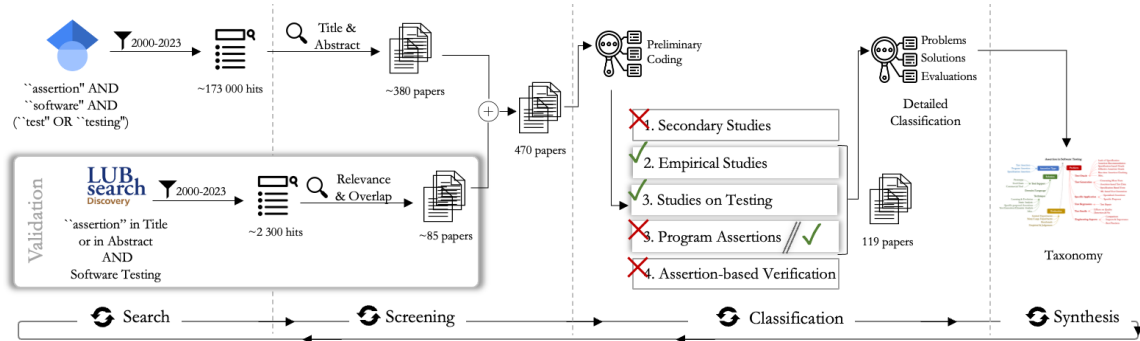 2000-2023
~173 000 hits
``assertion" AND
``software" AND
(``test" OR ``testing")
Title &
Abstract
~380 papers
470 papers
Validation
LUB
search
Discovery
``assertion'' in Title
or in Abstract
AND
Software Testing
2000-2023
~2 300 hits
Relevance
& Overlap
~85 papers
Preliminary
Coding
1. Secondary Studies
2. Empirical Studies
3. Studies on Testing
3. Program Assertions
4. Assertion-based Verification
119 papers
Problems
Solutions
Evaluations
Detailed
Classification
Taxonomy
Search
Screening
Classification
Synthesis